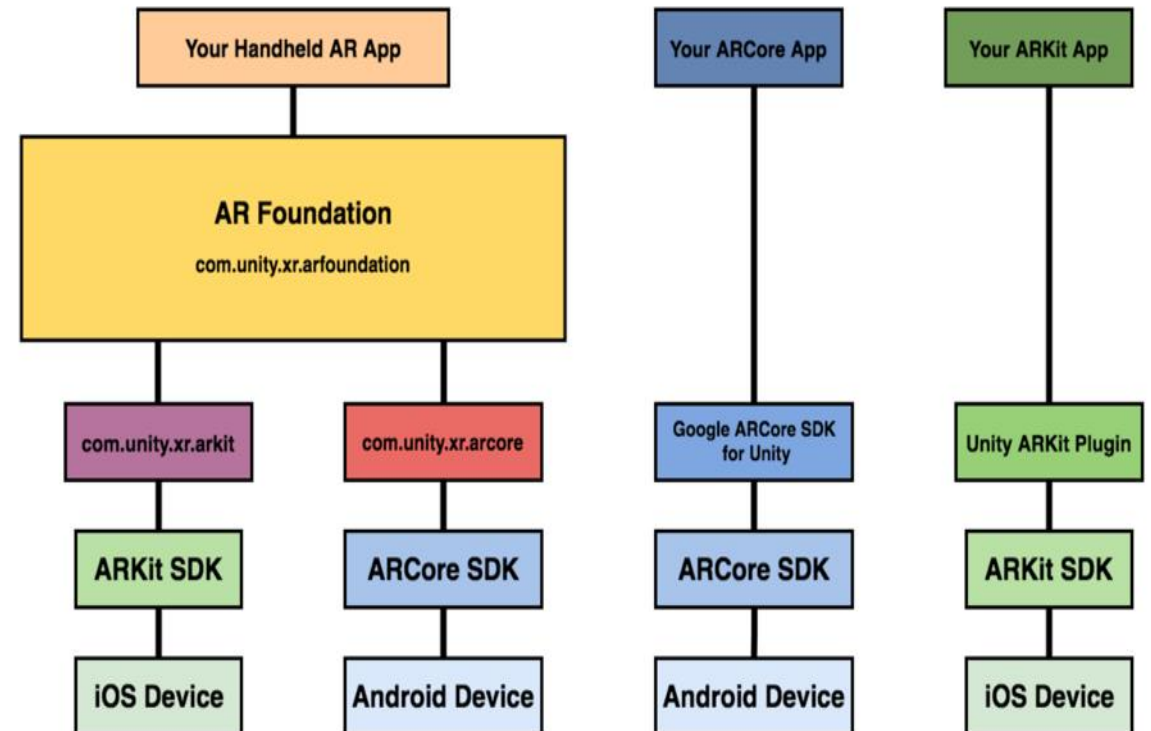 Your Handheld AR App
Your ARCore App
Your ARKit App
AR Foundation
com.unity.xr.arfoundation
com.unity.xr.arkit
com.unity.xr.arcore
Google ARCore SDK
for Unity
Unity ARKit Plugin
ARKit SDK
ARCore SDK
ARCore SDK
ARKit SDK
iOS Device
Android Device
Android Device
iOS Device